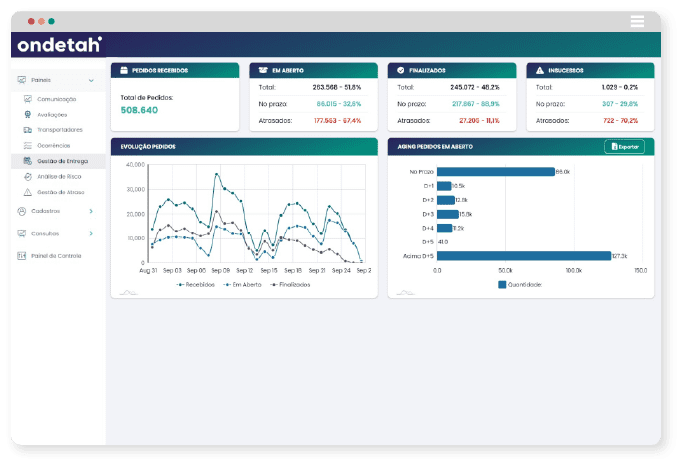 ondetah
Paineis
Comunicação
Avaliações
Transportadores
Ocorrências
Gestão de Entrega
Análise de Risco
Gestão de Atraso
Cadastros
Consultas
Painel de Controle
PEDIDOS RECEBIDOS
Total de Pedidos:
508.640
EM ABERTO
Total: 263.568 - 51,8%
No prazo: 86.015 - 32,6%
Atrasados: 177.553 - 67,4%
FINALIZADOS
Total: 245.072 - 48,2%
No prazo: 217.867 - 88,9%
Atrasados: 27.205 - 11,1%
INSUCESSOS
Total: 1.029 - 0,2%
No prazo: 307 - 29,8%
Atrasados: 722 - 70,2%
EVOLUÇÃO PEDIDOS
40,000
30,000
20,000
10,000
0
Aug 31 Sep 03 Sep 06 Sep 09 Sep 12 Sep 15 Sep 18 Sep 21 Sep 24 Sep 2
Recebidos Em Aberto Finalizados
AGING PEDIDOS EM ABERTO
Exportar
No Prazo 86.0k
D+1 10.5k
D+2 12.8k
D+3 15.8k
D+4 11.2k
D+5 41.0
Acima D+5 127.3k
0.0 50.0k 100.0k 150.0
Quantidade